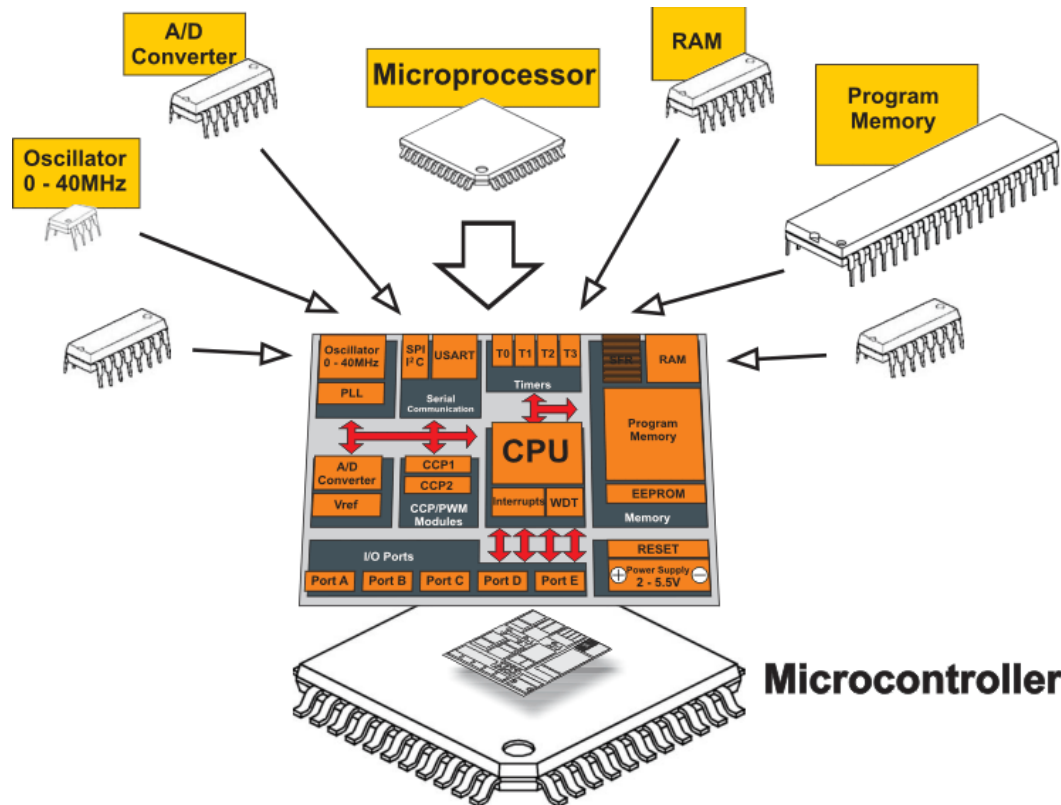 A/D
Converter
Microprocessor
RAM
Program
Memory
Oscillator
0 - 40MHz
Oscillator
0 - 40MHz
PLL
SPI
I²C
USART
Serial
Communication
T0
T1
T2
T3
Timers
SFR
RAM
Program
Memory
EEPROM
Memory
A/D
Converter
Vref
CCP1
CCP2
CCP/PWM
Modules
CPU
Interrupts
WDT
I/O Ports
Port A
Port B
Port C
Port D
Port E
RESET
+
Power Supply
2 - 5.5V
−
Microcontroller